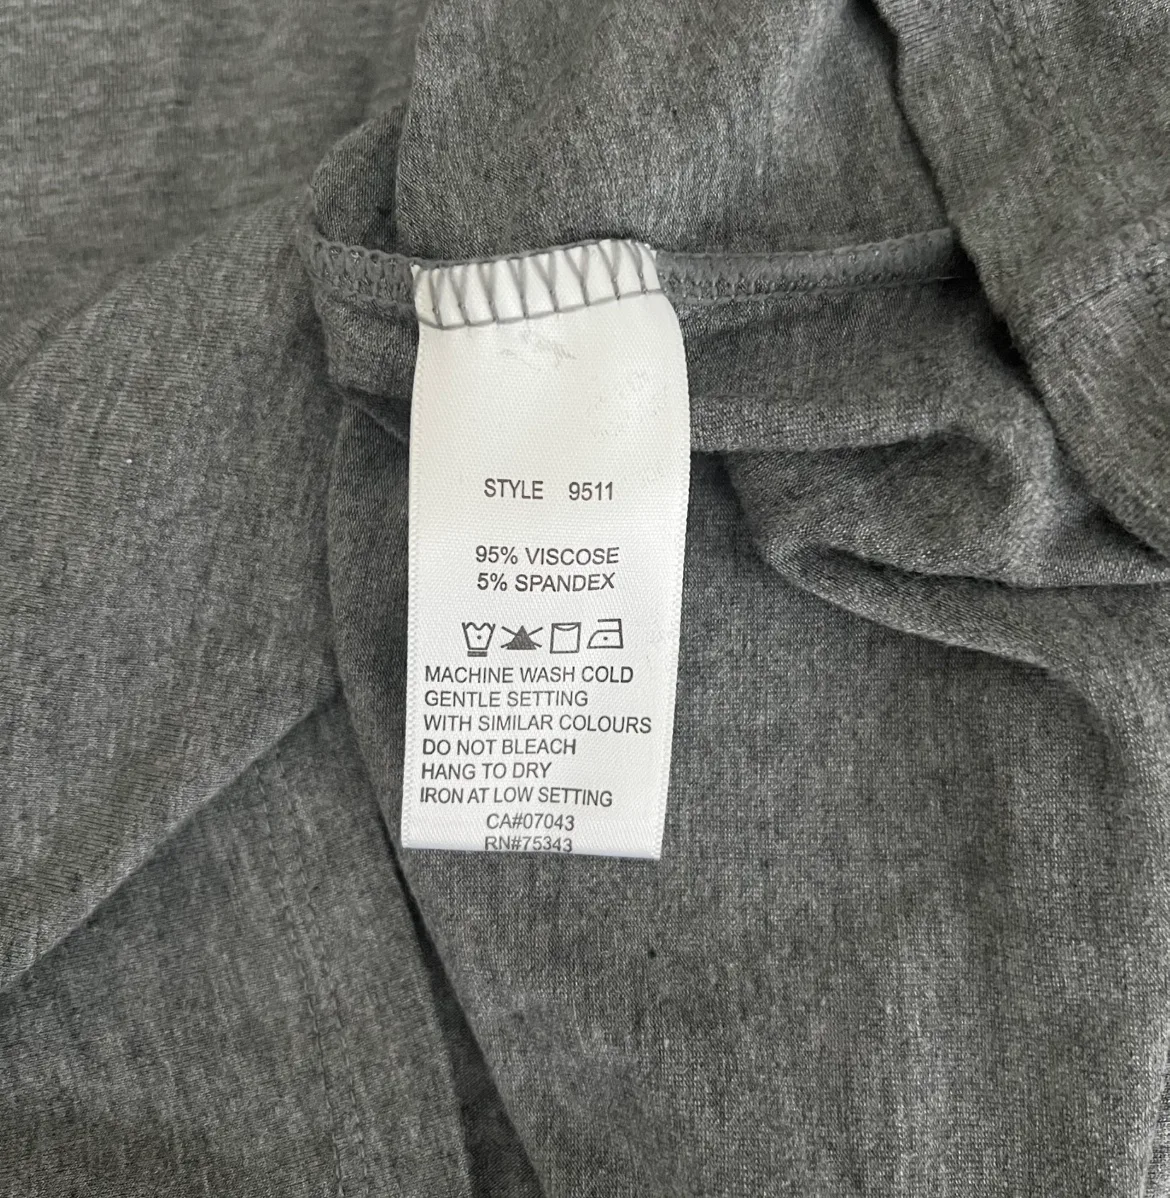 STYLE 9511
95% VISCOSE
5% SPANDEX
MACHINE WASH COLD
GENTLE SETTING
WITH SIMILAR COLOURS
DO NOT BLEACH
HANG TO DRY
IRON AT LOW SETTING
CA#07043
RN#75343